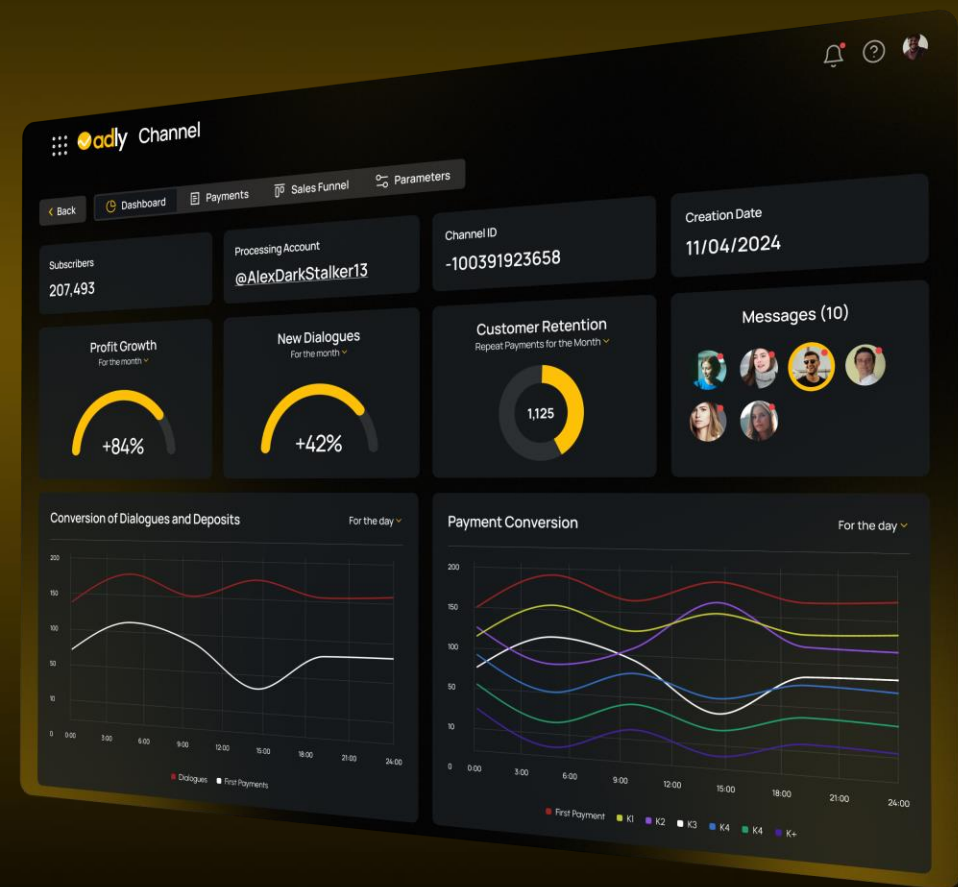 adly Channel
Back
Dashboard
Payments
Sales Funnel
Parameters
Subscribers
207,493
Processing Account
@AlexDarkStalker13
Channel ID
-100391923658
Creation Date
11/04/2024
Profit Growth
For the month
+84%
New Dialogues
For the month
+42%
Customer Retention
Repeat Payments for the Month
1,125
Messages (10)
Conversion of Dialogues and Deposits
For the day
200
150
100
50
10
0
0:00 3:00 6:00 9:00 12:00 15:00 18:00 21:00 24:00
Dialogues First Payments
Payment Conversion
For the day
200
150
100
50
10
0
0:00 3:00 6:00 9:00 12:00 15:00 18:00 21:00 24:00
First Payment K1 K2 K3 K4 K4 K+